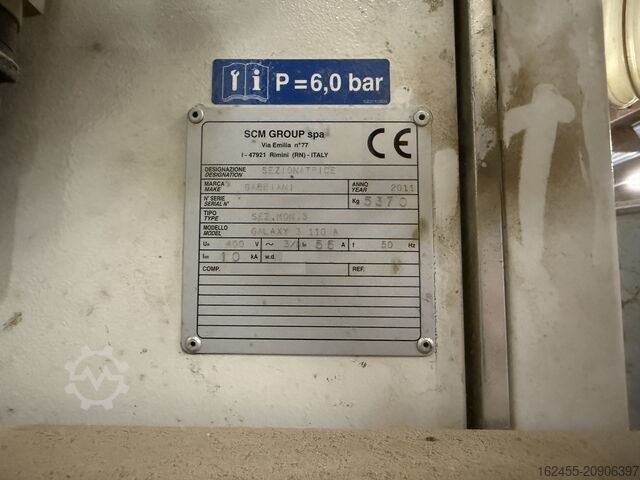 P = 6,0 bar
SCM GROUP spa
Via Emilia n°77
I - 47921 Rimini (RN) - ITALY
CE
DESIGNAZIONE
DESIGNATION
SEZIONATRICE
MARCA
MAKE
GABBIANI
ANNO
YEAR
2011
N° SERIE
SERIAL N°
Kg 5370
TIPO
TYPE
SEZ.MON.3
MODELLO
MODEL
GALAXY 3 110 A
Un 400 V ~ 3/ In 55 A f 50 Hz
Icc 10 kA w.d.
COMP. REF.
162455-20906397